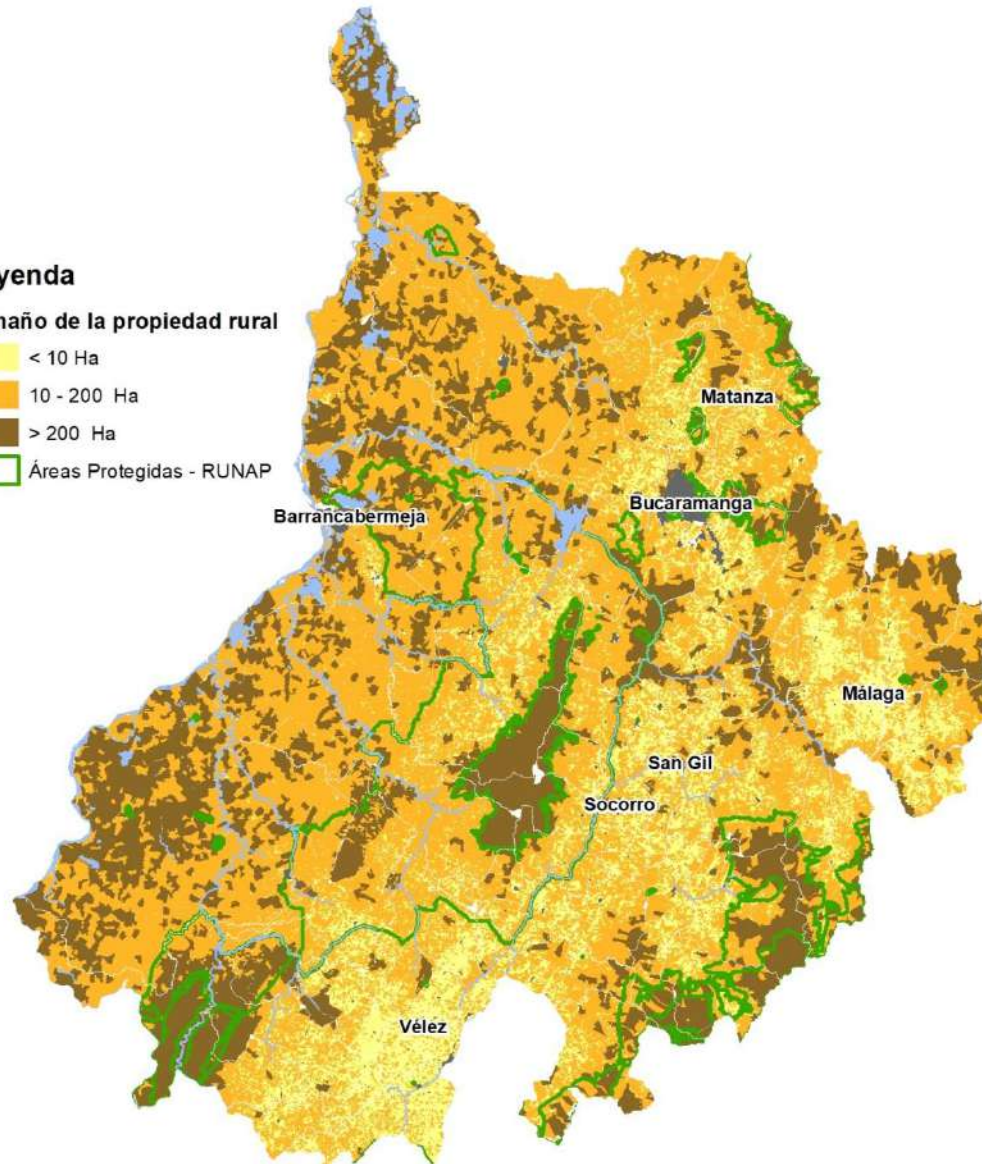 yenda
naño de la propiedad rural
< 10 Ha
10 - 200 Ha
> 200 Ha
Áreas Protegidas - RUNAP
Matanza
Bucaramanga
Barrancabermeja
Málaga
San Gil
Socorro
Vélez